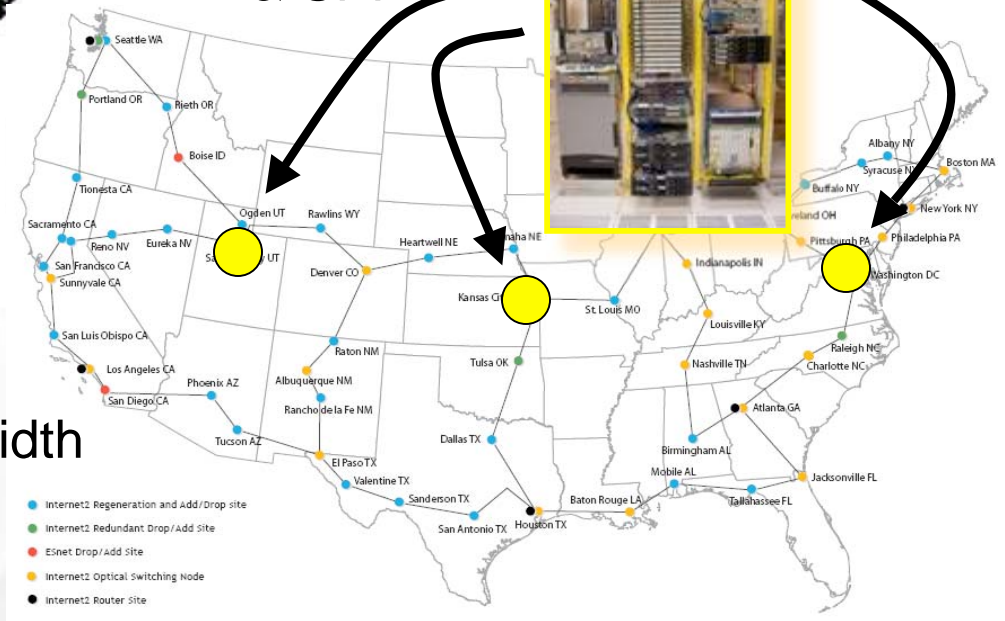 Seattle WA
Portland OR
Rieth OR
Boise ID
Albany NY
Boston MA
Syracuse NY
Tionesta CA
Buffalo NY
Ogden UT
Rawlins WY
New York NY
Sacramento CA
Reno NV
Eureka NV
Heartwell NE
Pittsburgh PA
Philadelphia PA
San Francisco CA
Denver CO
Indianapolis IN
Washington DC
Sunnyvale CA
Kansas
St. Louis MO
Louisville KY
San Luis Obispo CA
Raton NM
Tulsa OK
Raleigh NC
Nashville TN
Charlotte NC
Los Angeles CA
Phoenix AZ
Albuquerque NM
San Diego CA
Rancho de la Fe NM
Atlanta GA
Tucson AZ
Dallas TX
Birmingham AL
El Paso TX
Valentine TX
Mobile AL
Jacksonville FL
Sanderson TX
Baton Rouge LA
Tallahassee FL
San Antonio TX
Houston TX
idth
Internet2 Regeneration and Add/Drop site
Internet2 Redundant Drop/Add Site
ESnet Drop/Add Site
Internet2 Optical Switching Node
Internet2 Router Site